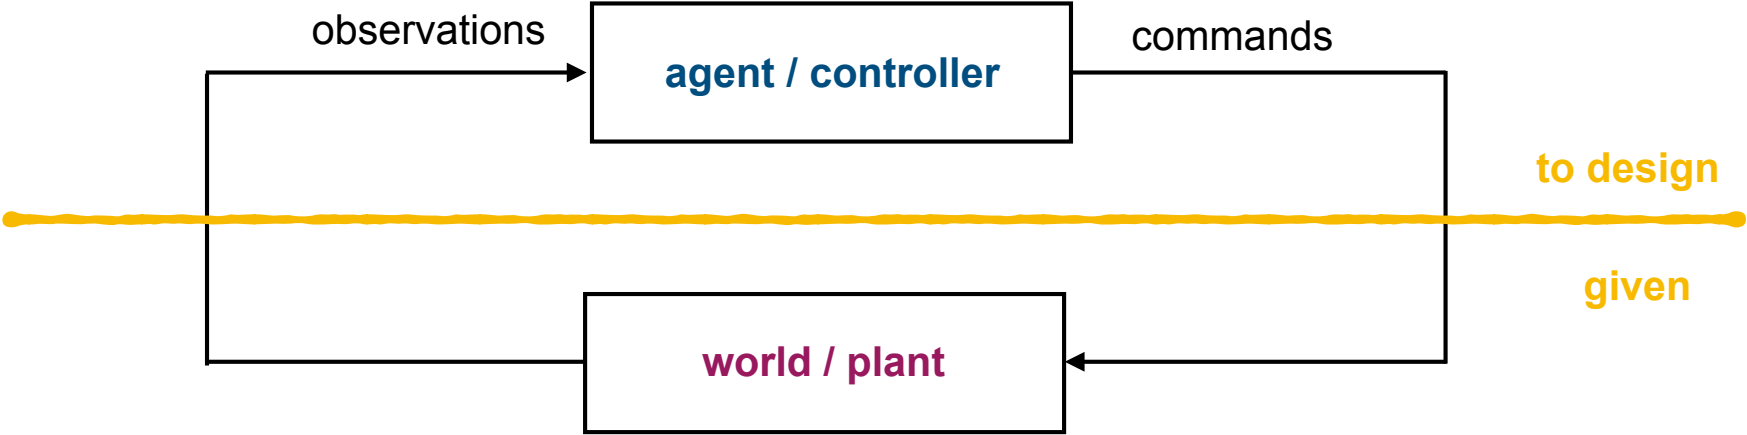 observations
commands
agent / controller
to design
given
world / plant